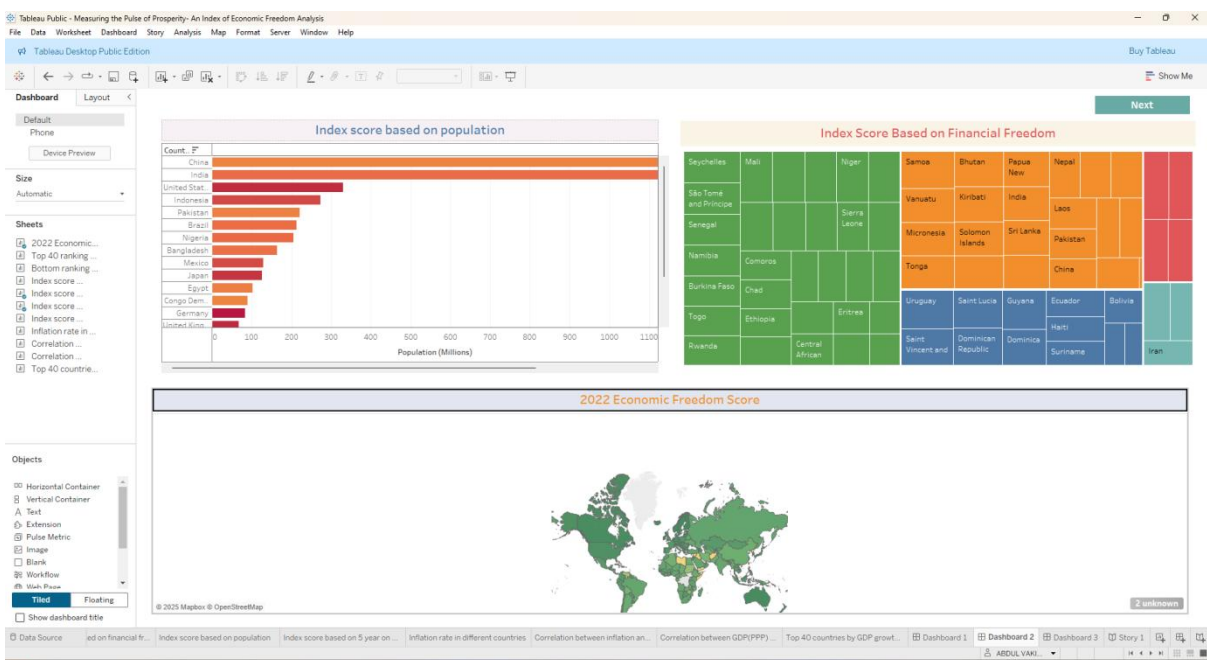 Tableau Public - Measuring the Pulse of Prosperity- An Index of Economic Freedom Analysis
File Data Worksheet Dashboard Story Analysis Map Format Server Window Help
Tableau Desktop Public Edition
Buy Tableau
Show Me
Dashboard Layout
Default
Phone
Device Preview
Size
Automatic
Sheets
2022 Economic...
Top 40 ranking ...
Bottom ranking ...
Index score ...
Index score ...
Index score ...
Index score ...
Inflation rate in ...
Correlation ...
Correlation ...
Top 40 countrie...
Objects
Horizontal Container
Vertical Container
Text
Extension
Pulse Metric
Image
Blank
Workflow
Web Page
Tiled Floating
Show dashboard title
Next
Index score based on population
Count..
China
India
United Stat..
Indonesia
Pakistan
Brazil
Nigeria
Bangladesh
Mexico
Japan
Egypt
Congo Dem..
Germany
United King..
0 100 200 300 400 500 600 700 800 900 1000 1100
Population (Millions)
Index Score Based on Financial Freedom
Seychelles
São Tomé
and Príncipe
Senegal
Namibia
Burkina Faso
Togo
Rwanda
Mali
Comoros
Chad
Ethiopia
Central
African
Niger
Sierra
Leone
Eritrea
Samoa
Vanuatu
Micronesia
Tonga
Bhutan
Kiribati
Solomon
Islands
Papua
New
India
Sri Lanka
Nepal
Laos
Pakistan
China
Uruguay
Saint
Vincent and
Saint Lucia
Dominican
Republic
Guyana
Dominica
Ecuador
Haiti
Suriname
Bolivia
Iran
2022 Economic Freedom Score
© 2025 Mapbox © OpenStreetMap
2 unknown
Data Source ed on financial fr... Index score based on population Index score based on 5 year on ... Inflation rate in different countries Correlation between inflation an... Correlation between GDP(PPP) ... Top 40 countries by GDP growt... Dashboard 1 Dashboard 2 Dashboard 3 Story 1
ABDUL VAKI...